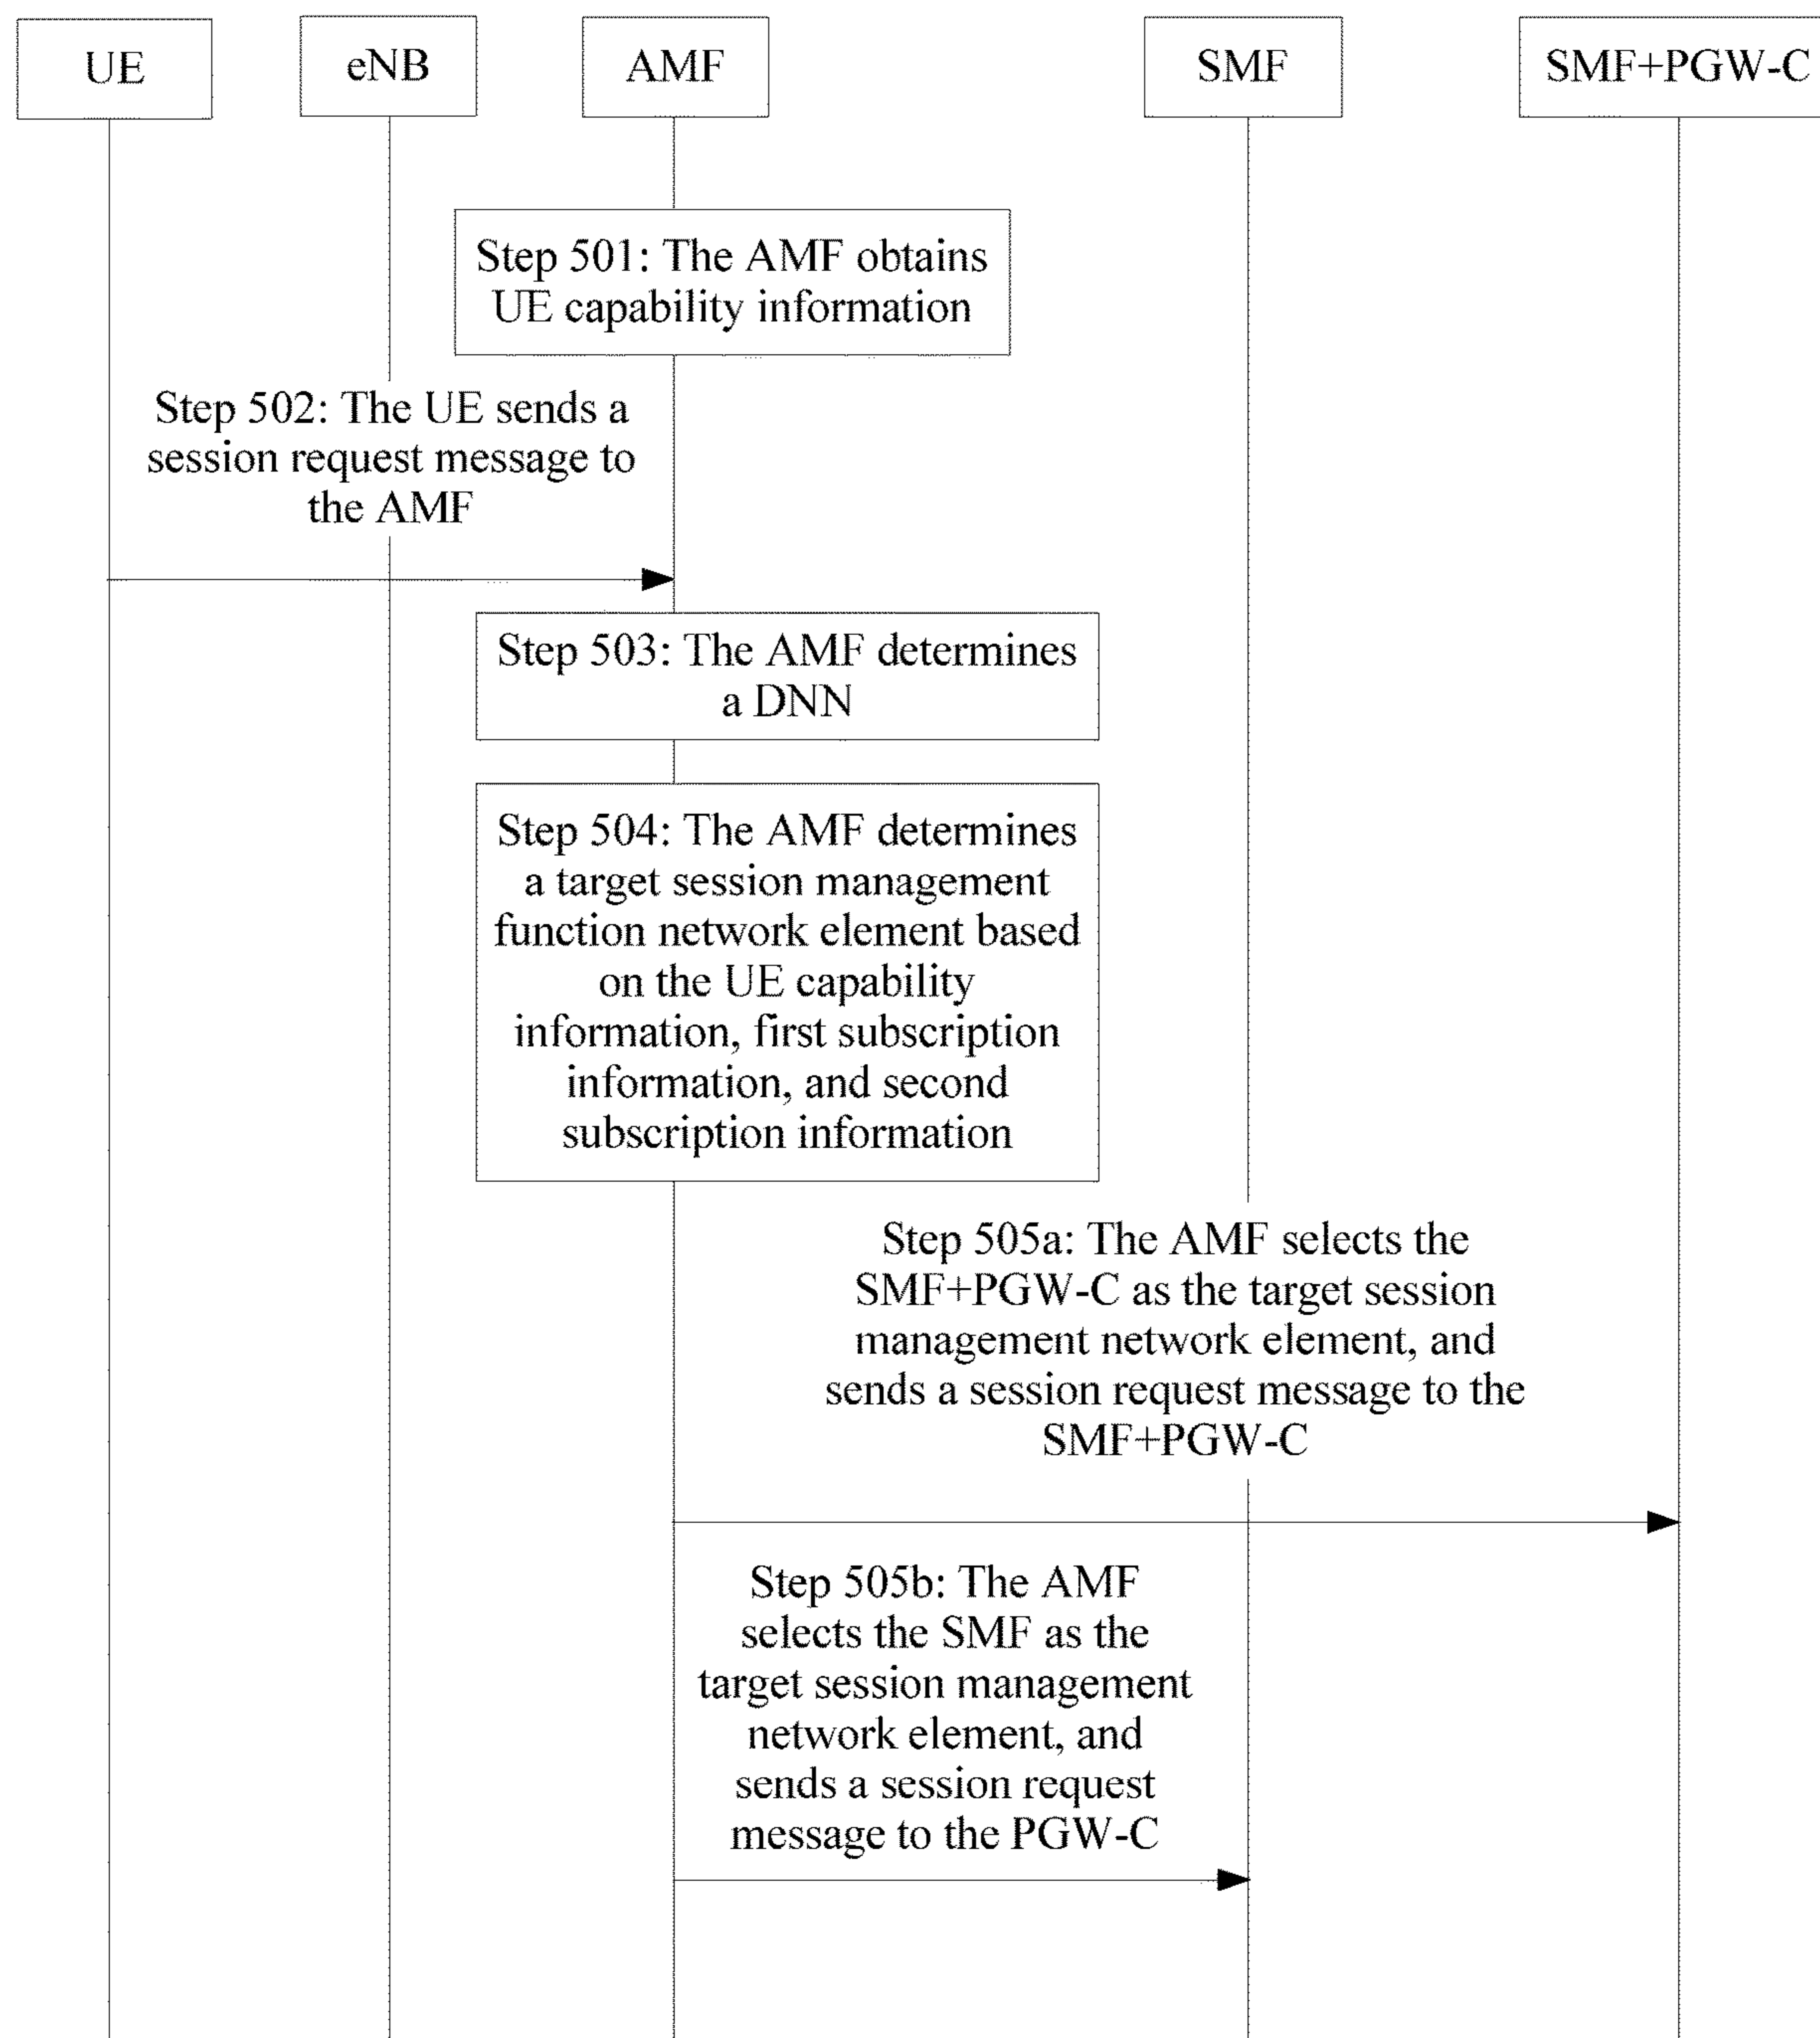 UE
eNB
AMF
SMF
SMF+PGW-C
Step 501: The AMF obtains
UE capability information
Step 502: The UE sends a
session request message to
the AMF
Step 503: The AMF determines
a DNN
Step 504: The AMF determines
a target session management
function network element based
on the UE capability
information, first subscription
information, and second
subscription information
Step 505a: The AMF selects the
SMF+PGW-C as the target session
management network element, and
sends a session request message to the
SMF+PGW-C
Step 505b: The AMF
selects the SMF as the
target session management
network element, and
sends a session request
message to the PGW-C